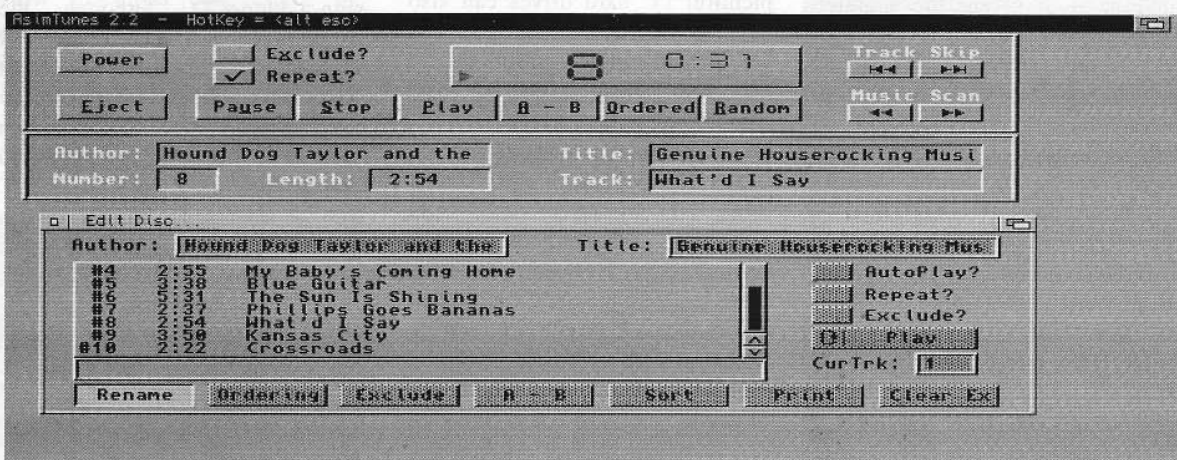 AsimTunes 2.2 - HotKey = <alt esc>
Power
Exclude?
Repeat?
8 0:31
Track Skip
Eject Pause Stop Play A - B Ordered Random
Music Scan
Author: Hound Dog Taylor and the Title: Genuine Houserocking Musi
Number: 8 Length: 2:54 Track: What'd I Say
Edit Disc...
Author: Hound Dog Taylor and the Title: Genuine Houserocking Mus
#4 2:55 My Baby's Coming Home
#5 3:38 Blue Guitar
#6 5:31 The Sun Is Shining
#7 2:37 Phillips Goes Bananas
#8 2:54 What'd I Say
#9 3:50 Kansas City
#10 2:22 Crossroads
AutoPlay?
Repeat?
Exclude?
Play
CurTrk: 1
Rename Ordering Exclude A - B Sort Print Clear Ex